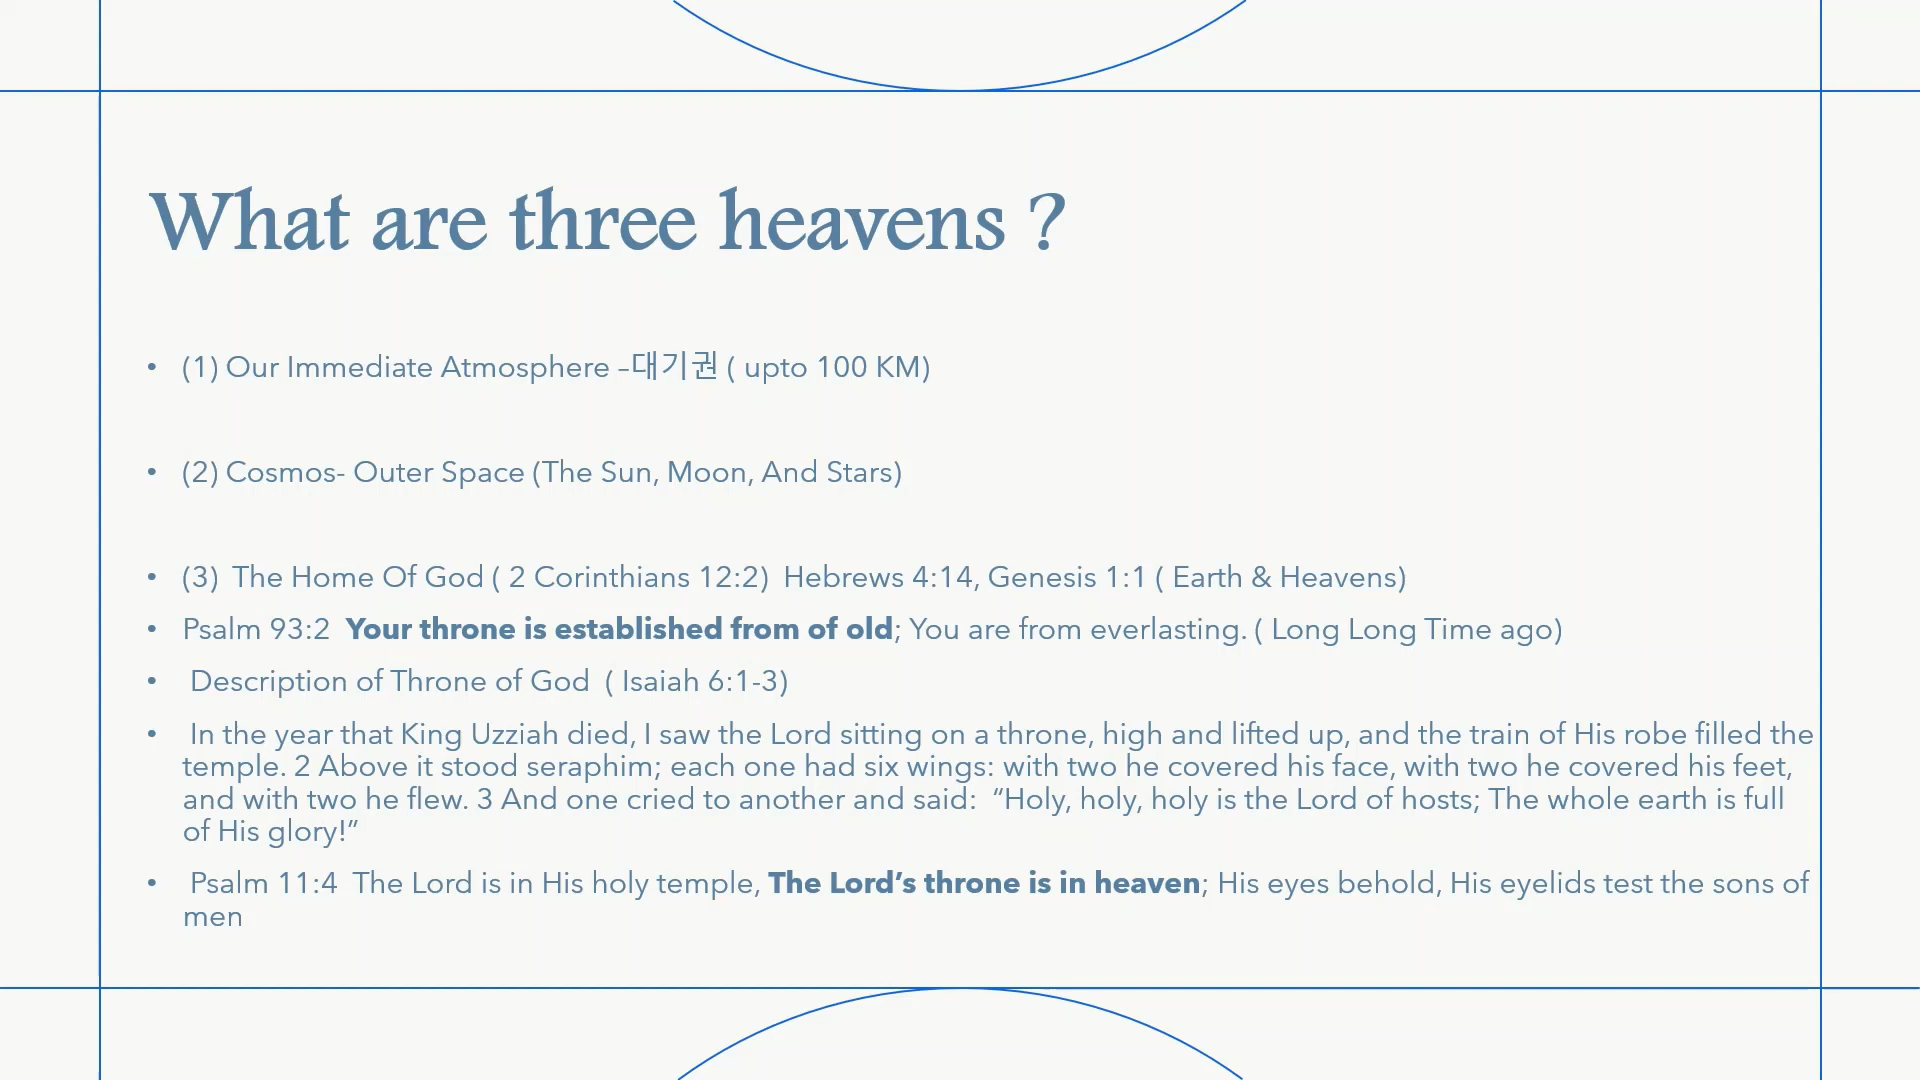 What are three heavens ?
• (1) Our Immediate Atmosphere –대기권 ( upto 100 KM)
• (2) Cosmos- Outer Space (The Sun, Moon, And Stars)
• (3) The Home Of God ( 2 Corinthians 12:2) Hebrews 4:14, Genesis 1:1 ( Earth & Heavens)
• Psalm 93:2 Your throne is established from of old; You are from everlasting. ( Long Long Time ago)
• Description of Throne of God ( Isaiah 6:1-3)
• In the year that King Uzziah died, I saw the Lord sitting on a throne, high and lifted up, and the train of His robe filled the
temple. 2 Above it stood seraphim; each one had six wings: with two he covered his face, with two he covered his feet,
and with two he flew. 3 And one cried to another and said: “Holy, holy, holy is the Lord of hosts; The whole earth is full
of His glory!”
• Psalm 11:4 The Lord is in His holy temple, The Lord’s throne is in heaven; His eyes behold, His eyelids test the sons of
men